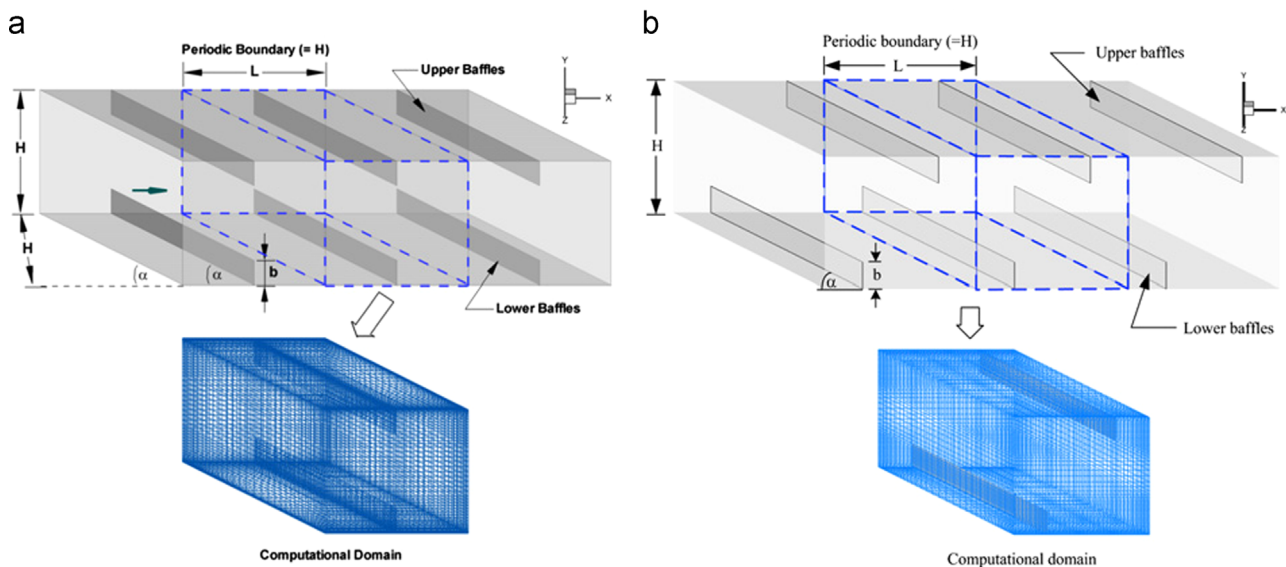 a
Periodic Boundary (= H)
L
Upper Baffles
Y
X
Z
H
H
α
α
b
Lower Baffles
Computational Domain
b
Periodic boundary (=H)
L
Upper baffles
Y
X
Z
H
α
b
Lower baffles
Computational domain